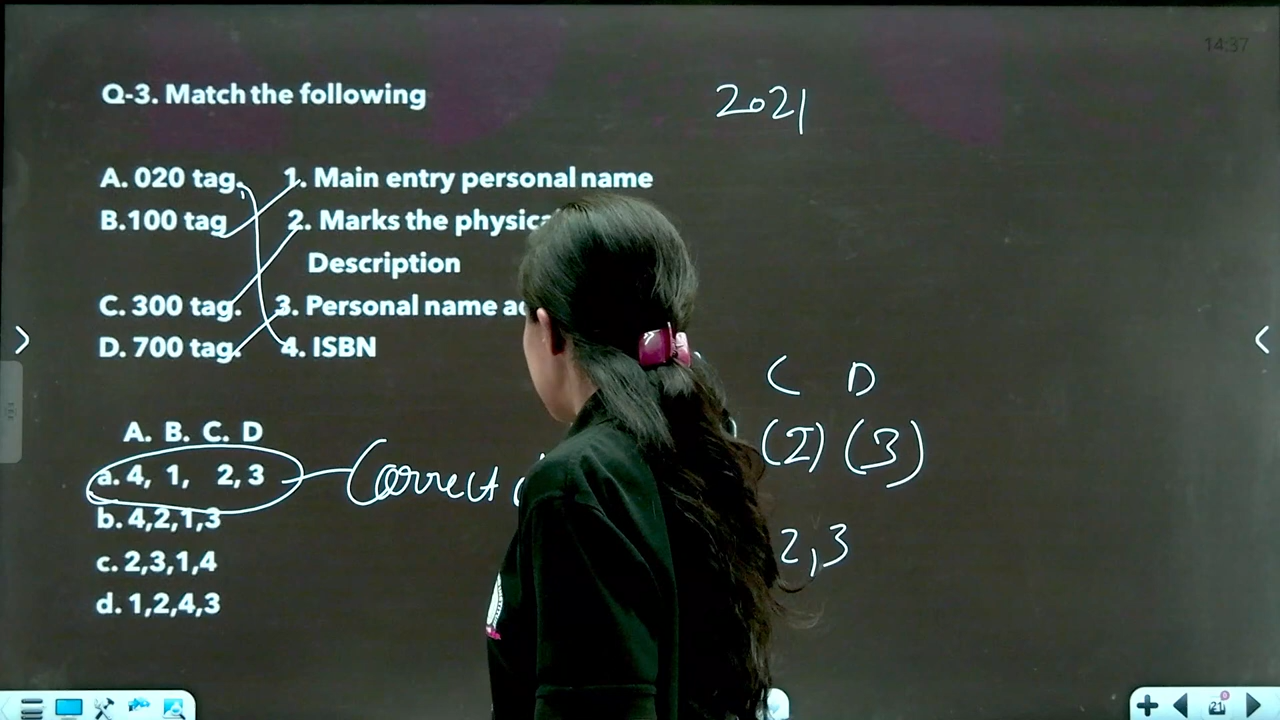 14:37
Q-3. Match the following
2021
A. 020 tag. 1. Main entry personal name
B.100 tag 2. Marks the
Description
C. 300 tag. 3. Personal name
D. 700 tag. 4. ISBN
C D
A. B. C. D
a. 4, 1, 2, 3 Correct (2) (3)
b. 4,2,1,3
2,3
c. 2,3,1,4
d. 1,2,4,3
21